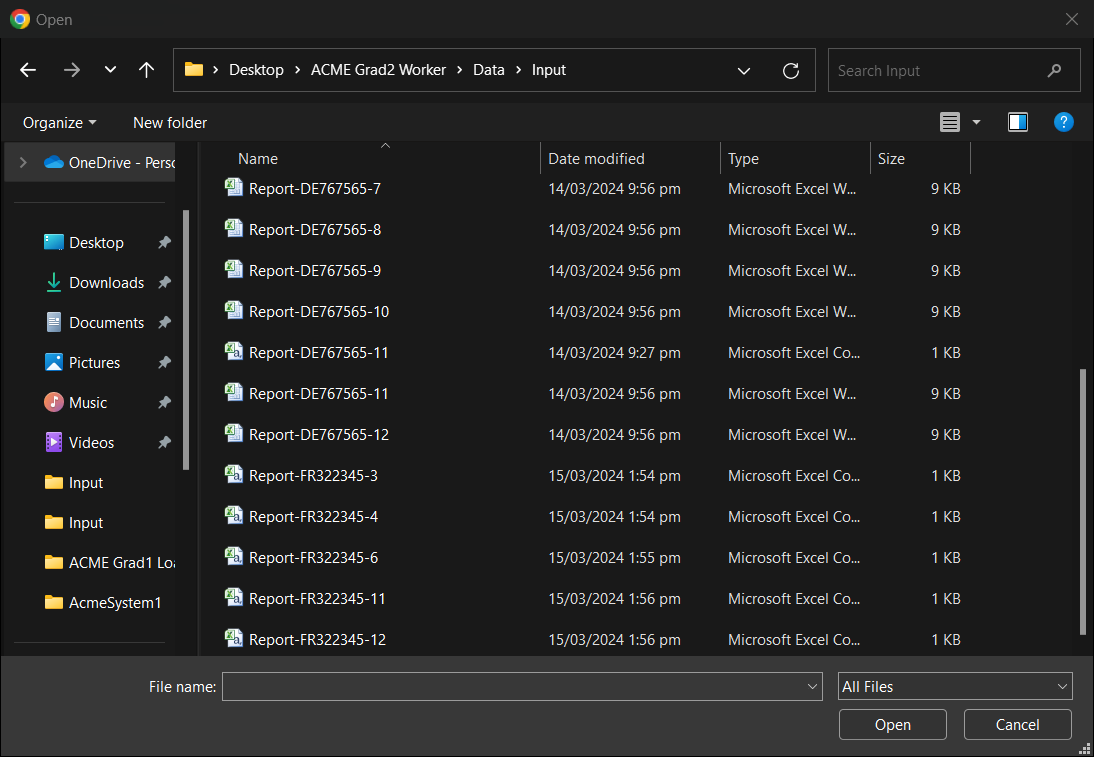 Open
Desktop > ACME Grad2 Worker > Data > Input
Search Input
Organize
New folder
Name Date modified Type Size
OneDrive - Perso
Desktop
Downloads
Documents
Pictures
Music
Videos
Input
Input
ACME Grad1 Loa
AcmeSystem1
Report-DE767565-7 14/03/2024 9:56 pm Microsoft Excel W... 9 KB
Report-DE767565-8 14/03/2024 9:56 pm Microsoft Excel W... 9 KB
Report-DE767565-9 14/03/2024 9:56 pm Microsoft Excel W... 9 KB
Report-DE767565-10 14/03/2024 9:56 pm Microsoft Excel W... 9 KB
Report-DE767565-11 14/03/2024 9:27 pm Microsoft Excel Co... 1 KB
Report-DE767565-11 14/03/2024 9:56 pm Microsoft Excel W... 9 KB
Report-DE767565-12 14/03/2024 9:56 pm Microsoft Excel W... 9 KB
Report-FR322345-3 15/03/2024 1:54 pm Microsoft Excel Co... 1 KB
Report-FR322345-4 15/03/2024 1:54 pm Microsoft Excel Co... 1 KB
Report-FR322345-6 15/03/2024 1:55 pm Microsoft Excel Co... 1 KB
Report-FR322345-11 15/03/2024 1:56 pm Microsoft Excel Co... 1 KB
Report-FR322345-12 15/03/2024 1:56 pm Microsoft Excel Co... 1 KB
File name:
All Files
Open
Cancel